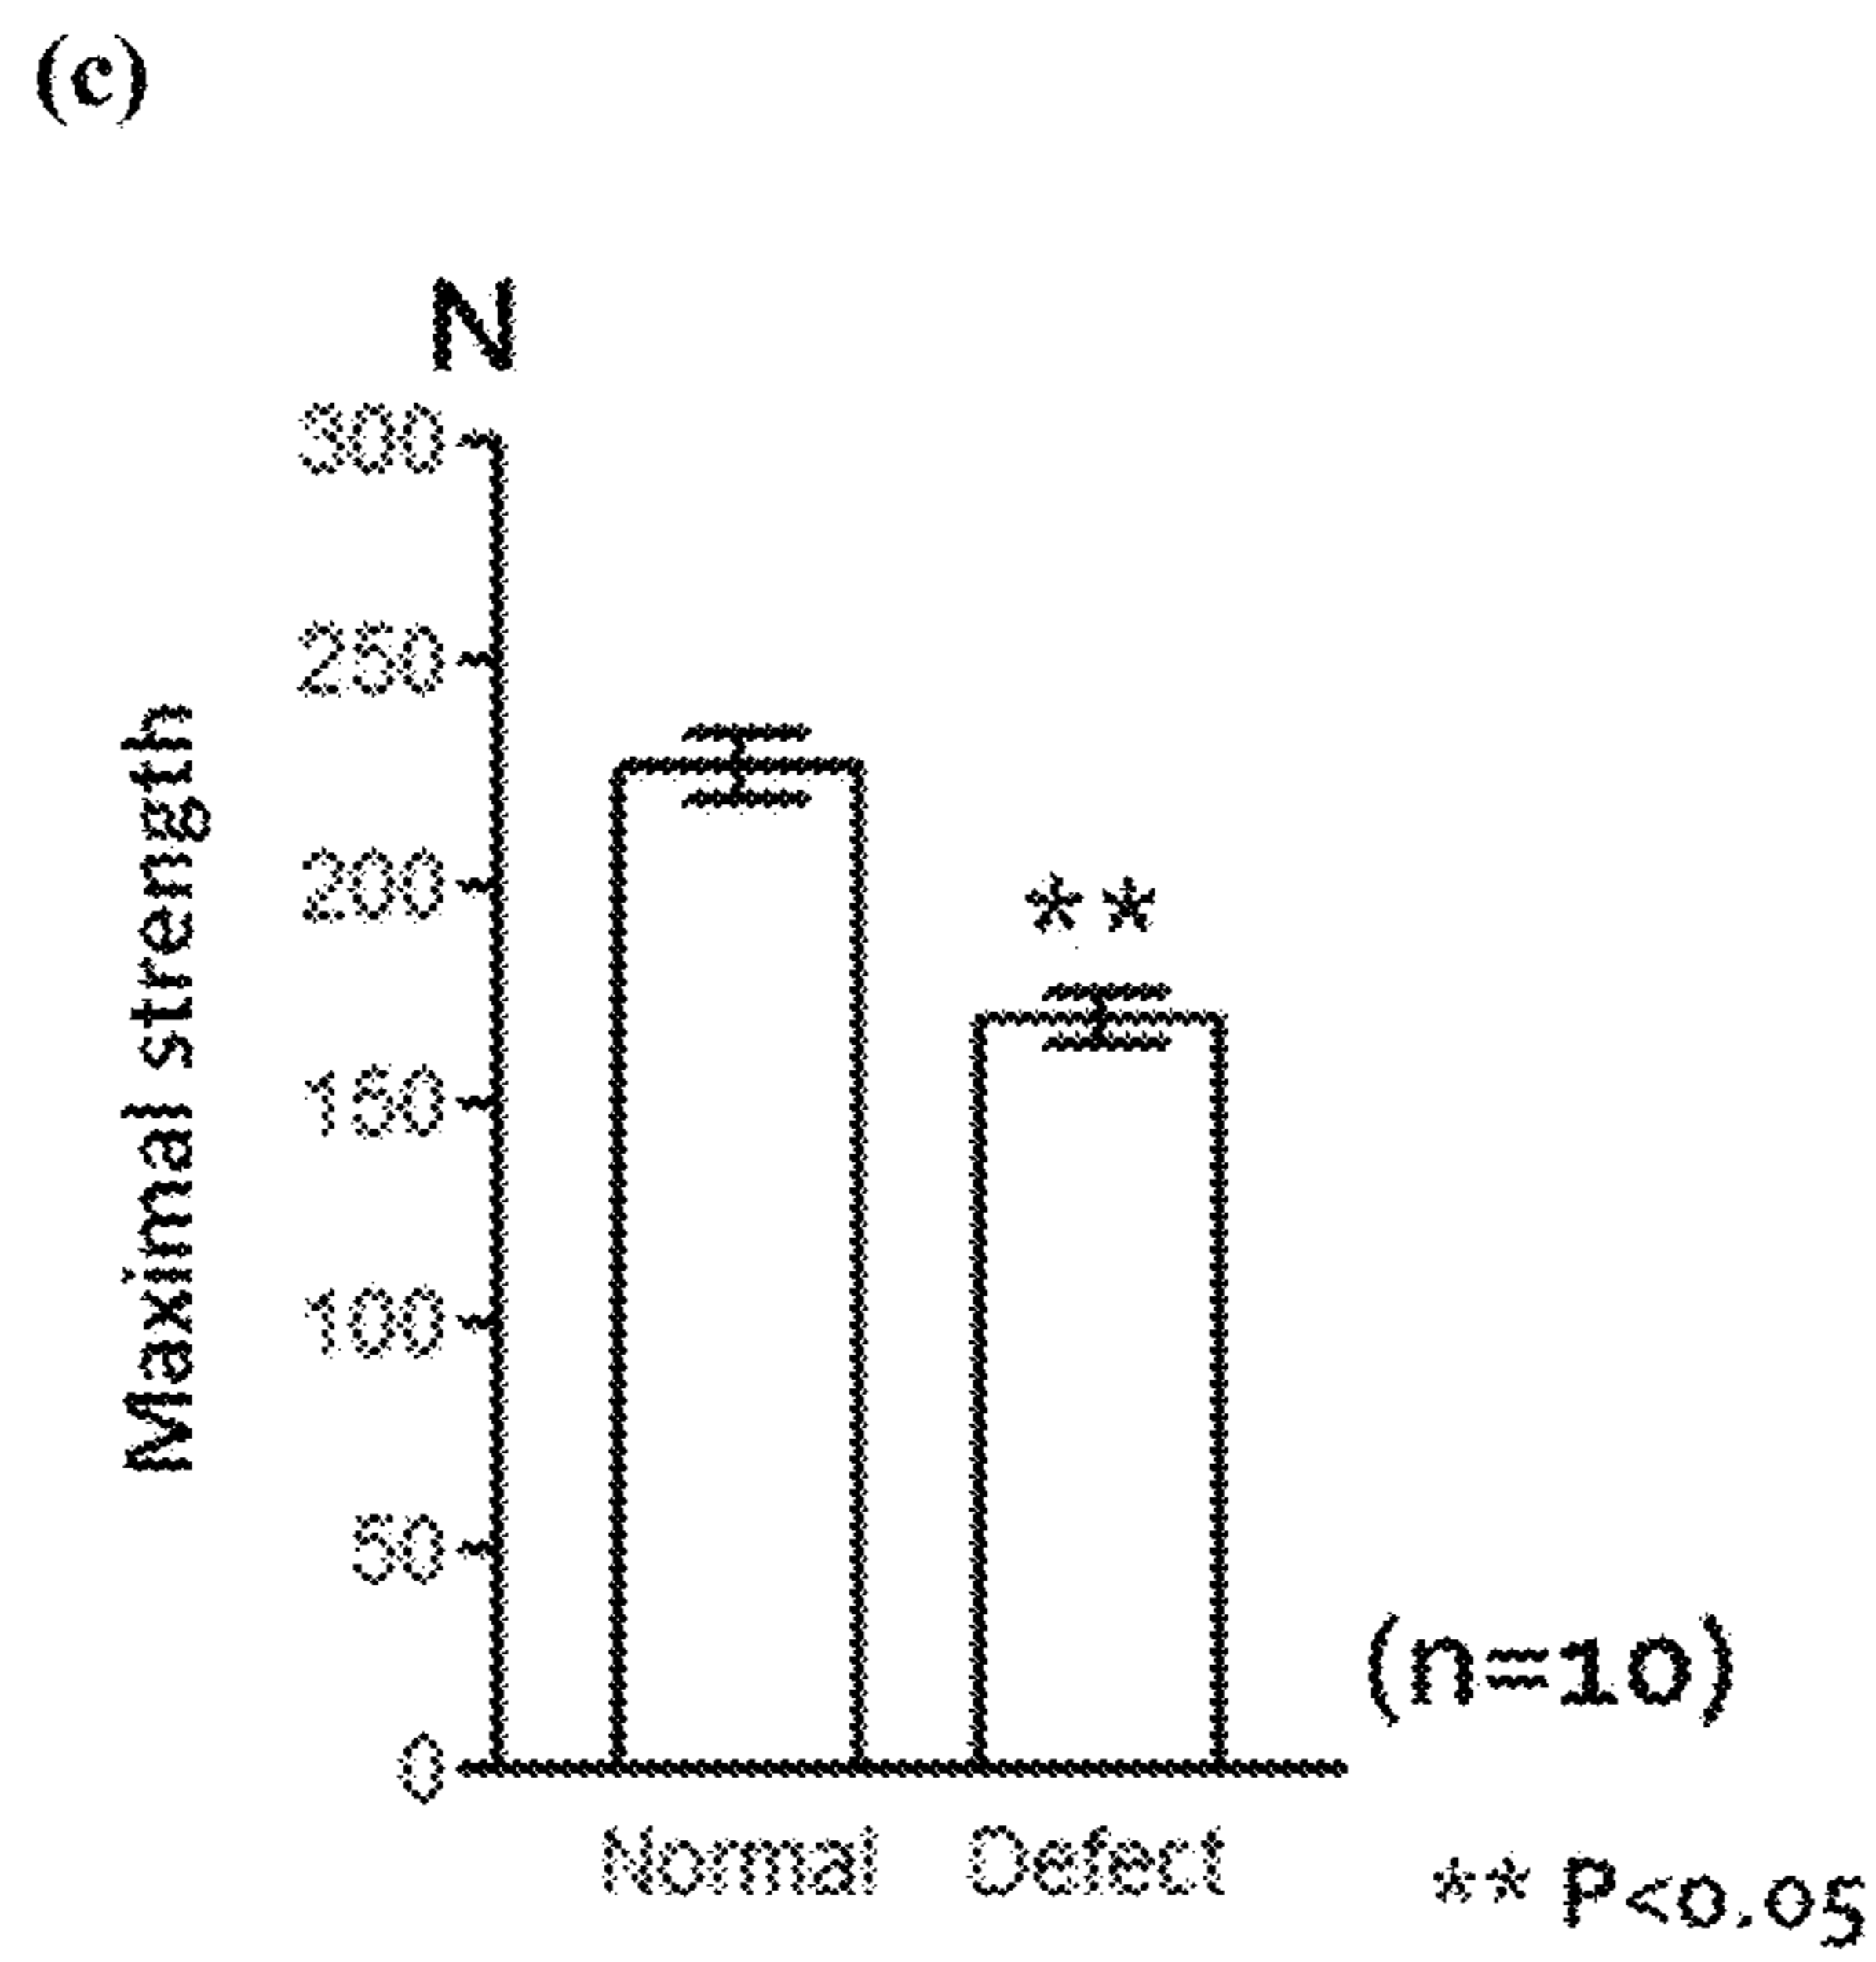 (c)
N
300
250
200
150
100
50
0
Maximal strength
**
(n=10)
Normal Defect
** P<0.05